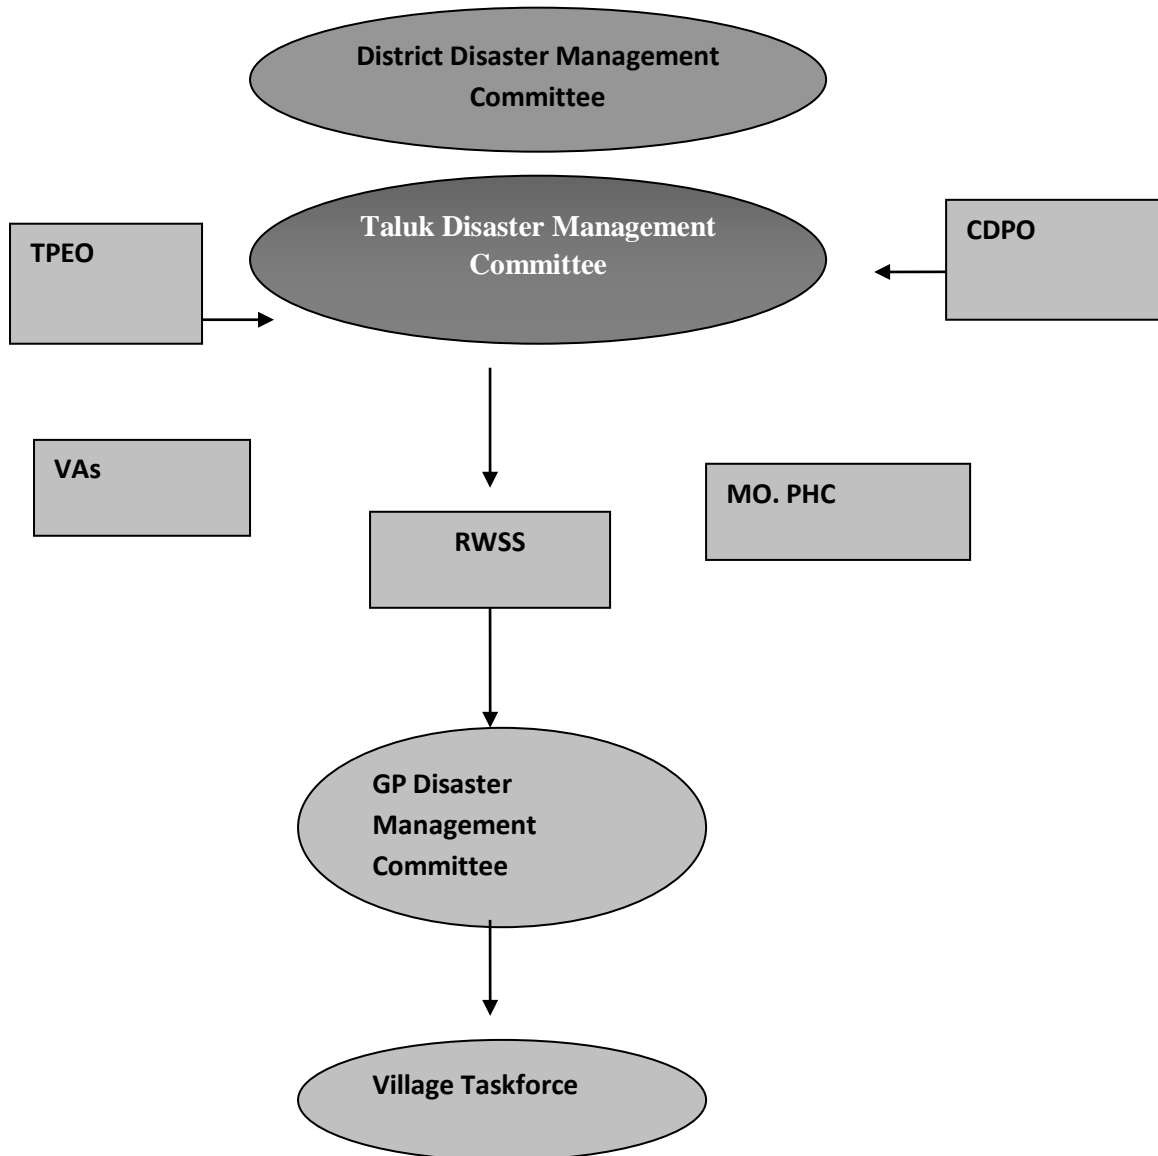 District Disaster Management
Committee
Taluk Disaster Management
Committee
TPEO
CDPO
VAs
MO. PHC
RWSS
GP Disaster
Management
Committee
Village Taskforce